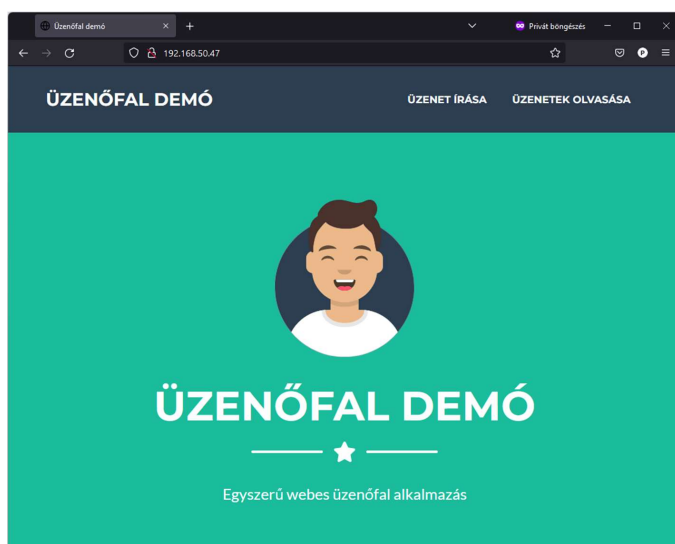 Üzenőfal demó
Privát böngészés
192.168.50.47
P
ÜZENŐFAL DEMÓ
ÜZENET ÍRÁSA
ÜZENETEK OLVASÁSA
ÜZENŐFAL DEMÓ
Egyszerű webes üzenőfal alkalmazás